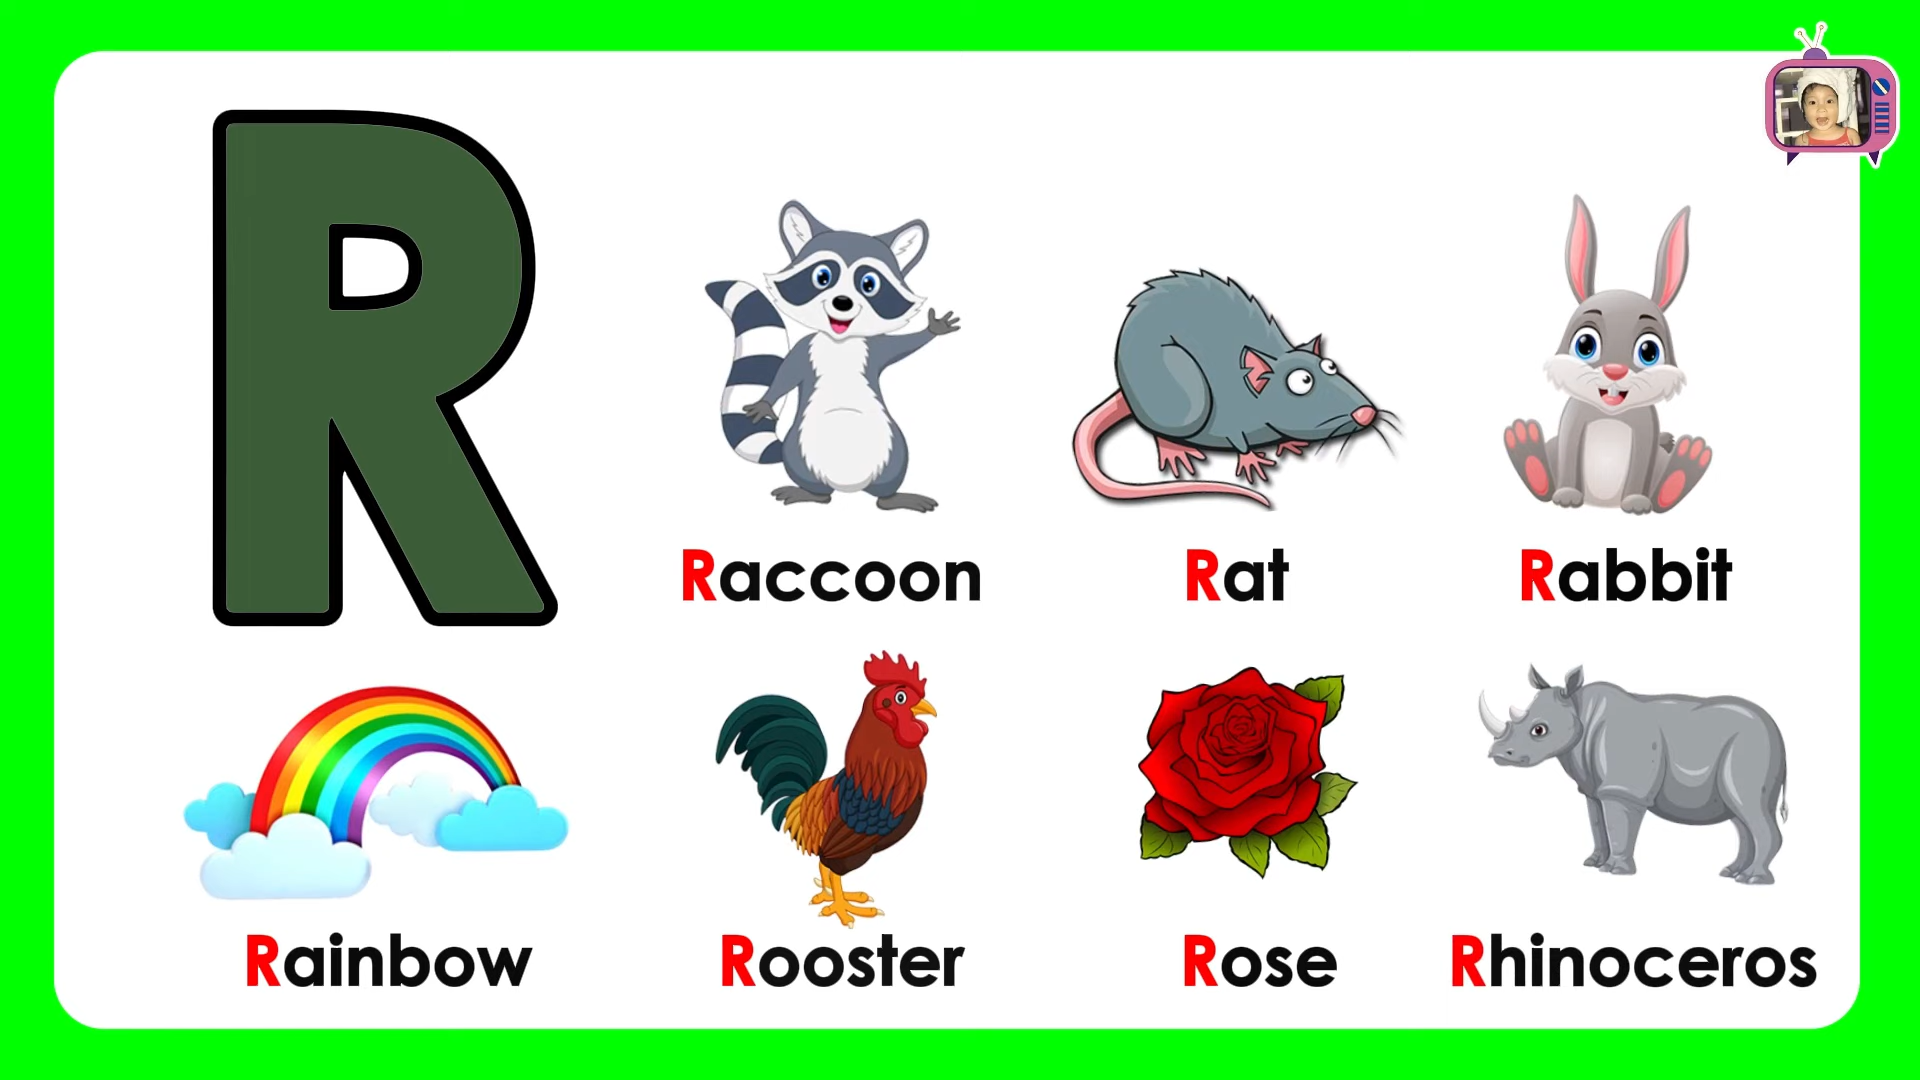 R
Raccoon
Rat
Rabbit
Rainbow
Rooster
Rose
Rhinoceros